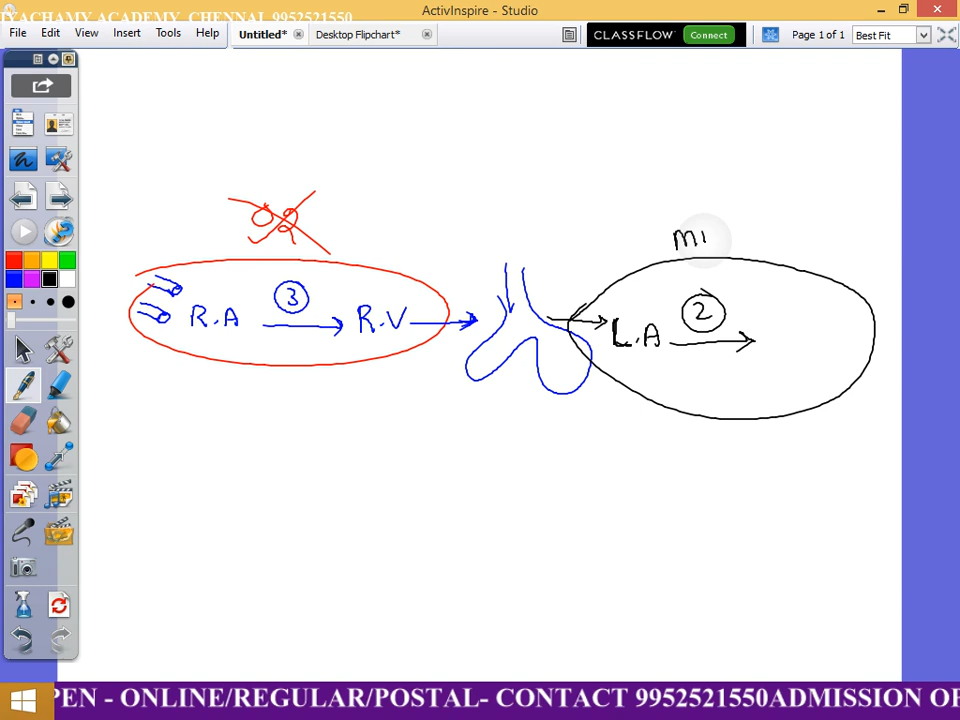 ActivInspire - Studio
IYACHAMY ACADEMY, CHENNAI 9952521550
File Edit View Insert Tools Help
Untitled* Desktop Flipchart*
CLASSFLOW Connect
Page 1 of 1 Best Fit
MI
R.A 3 R.V
L.A 2
PEN - ONLINE/REGULAR/POSTAL- CONTACT 9952521550ADMISSION OF